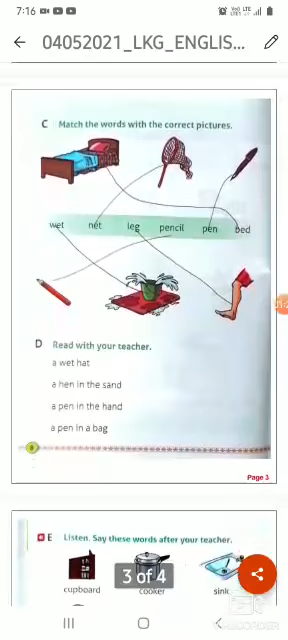 7:16
04052021_LKG_ENGLIS...
C Match the words with the correct pictures.
wet net leg pencil pen bed
D Read with your teacher.
a wet hat
a hen in the sand
a pen in the hand
a pen in a bag
Page 3
E Listen. Say these words after your teacher.
3 of 4
cupboard cooker sink